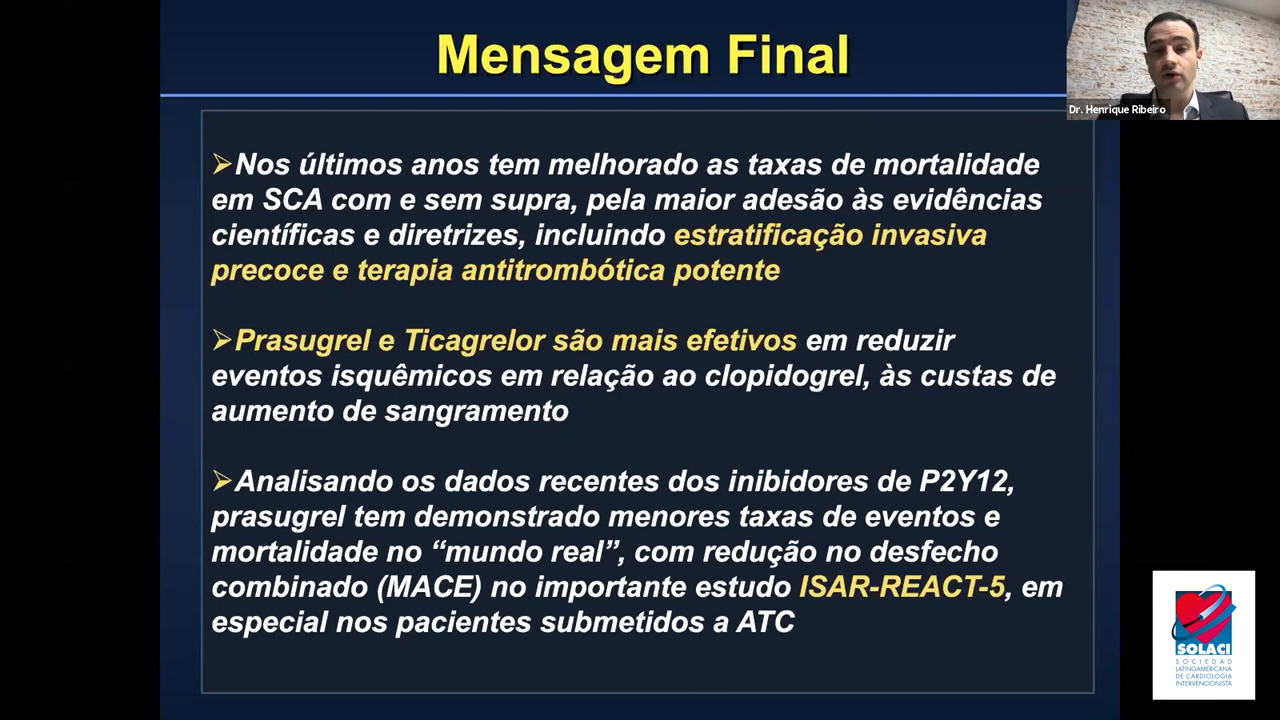 Mensagem Final
Dr. Henrique Ribeiro
➢Nos últimos anos tem melhorado as taxas de mortalidade
em SCA com e sem supra, pela maior adesão às evidências
científicas e diretrizes, incluindo estratificação invasiva
precoce e terapia antitrombótica potente
➢Prasugrel e Ticagrelor são mais efetivos em reduzir
eventos isquêmicos em relação ao clopidogrel, às custas de
aumento de sangramento
➢Analisando os dados recentes dos inibidores de P2Y12,
prasugrel tem demonstrado menores taxas de eventos e
mortalidade no “mundo real”, com redução no desfecho
combinado (MACE) no importante estudo ISAR-REACT-5, em
especial nos pacientes submetidos a ATC
SOLACI
SOCIEDAD
LATINOAMERICANA
DE CARDIOLOGIA
INTERVENCIONISTA